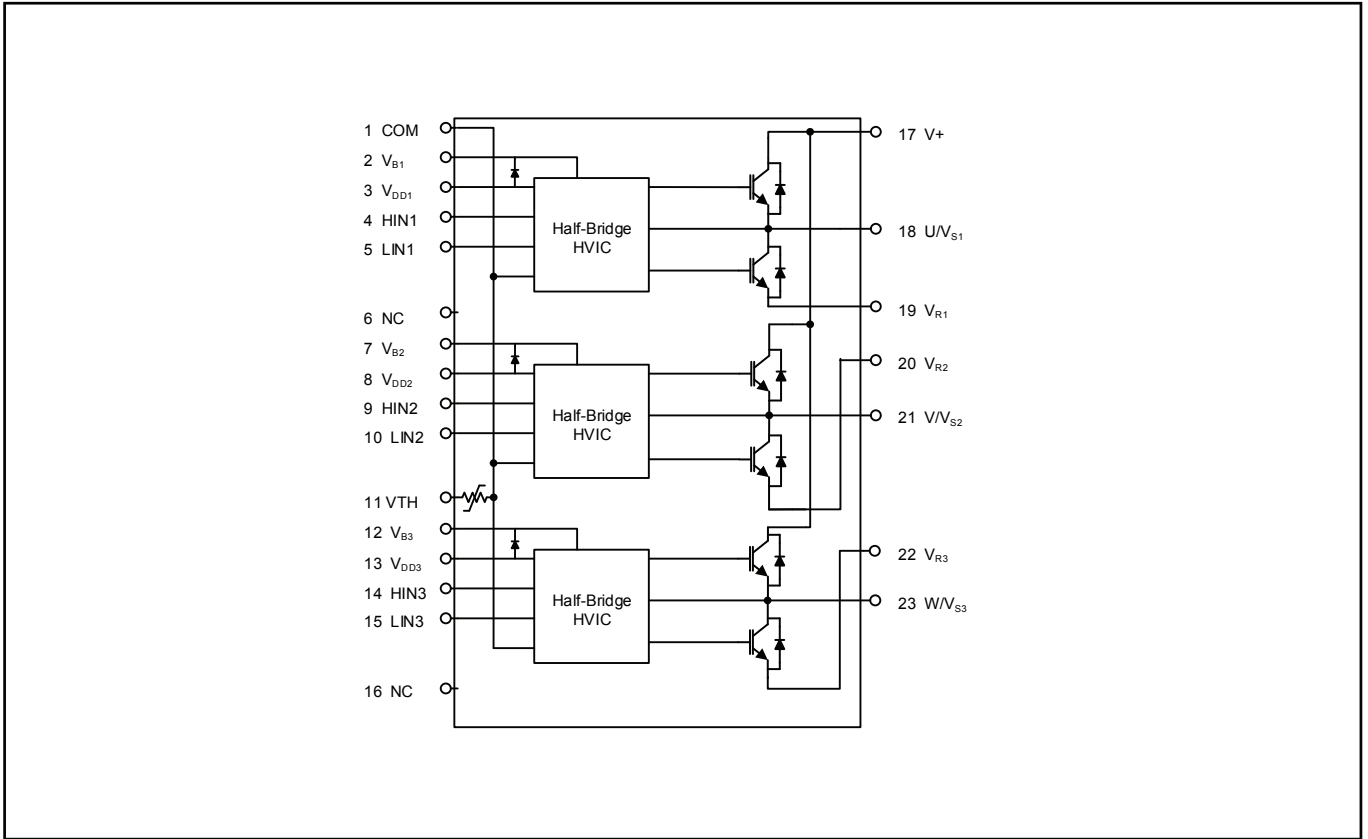 1 COM
2 VB1
3 VDD1
4 HIN1
5 LIN1
6 NC
7 VB2
8 VDD2
9 HIN2
10 LIN2
11 VTH
12 VB3
13 VDD3
14 HIN3
15 LIN3
16 NC
Half-Bridge
HVIC
Half-Bridge
HVIC
Half-Bridge
HVIC
17 V+
18 U/VS1
19 VR1
20 VR2
21 V/VS2
22 VR3
23 W/VS3